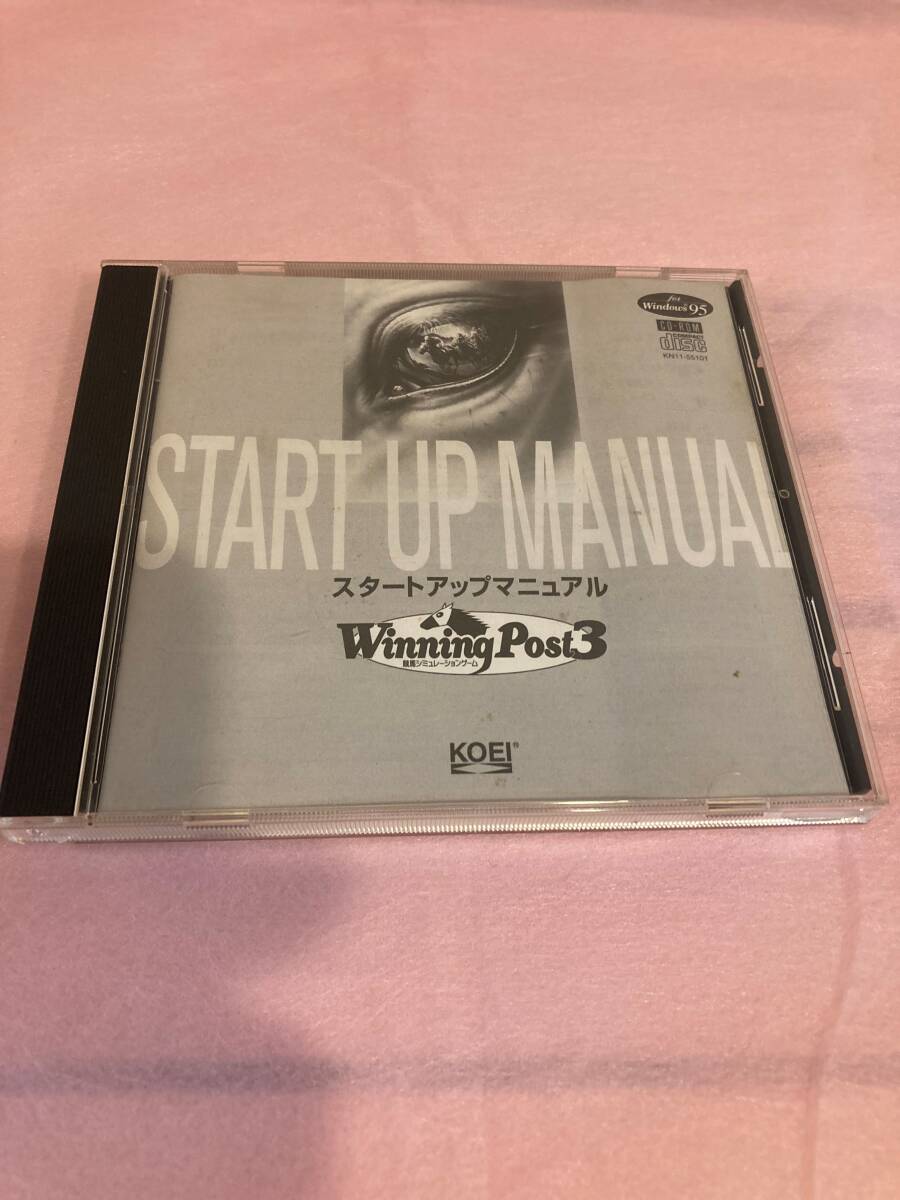 for
Windows 95
CD-ROM
COMPACT
disc
KN11-55101
START UP MANUAL
スタートアップマニュアル
Winning Post 3
競馬シミュレーションゲーム
KOEI®